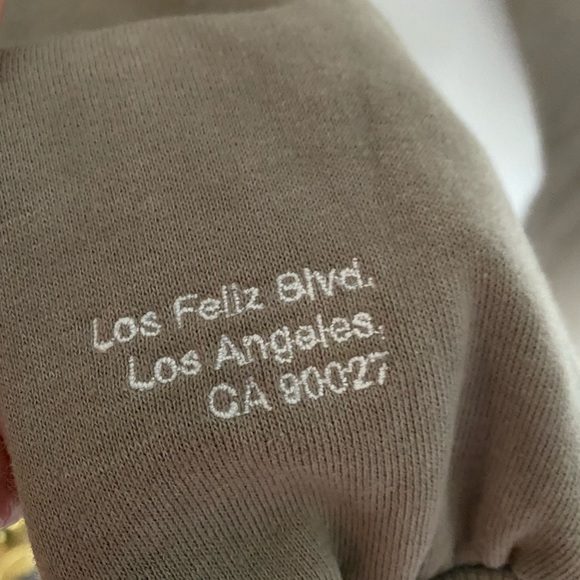 Los Feliz Blvd.
Los Angeles,
CA 90027